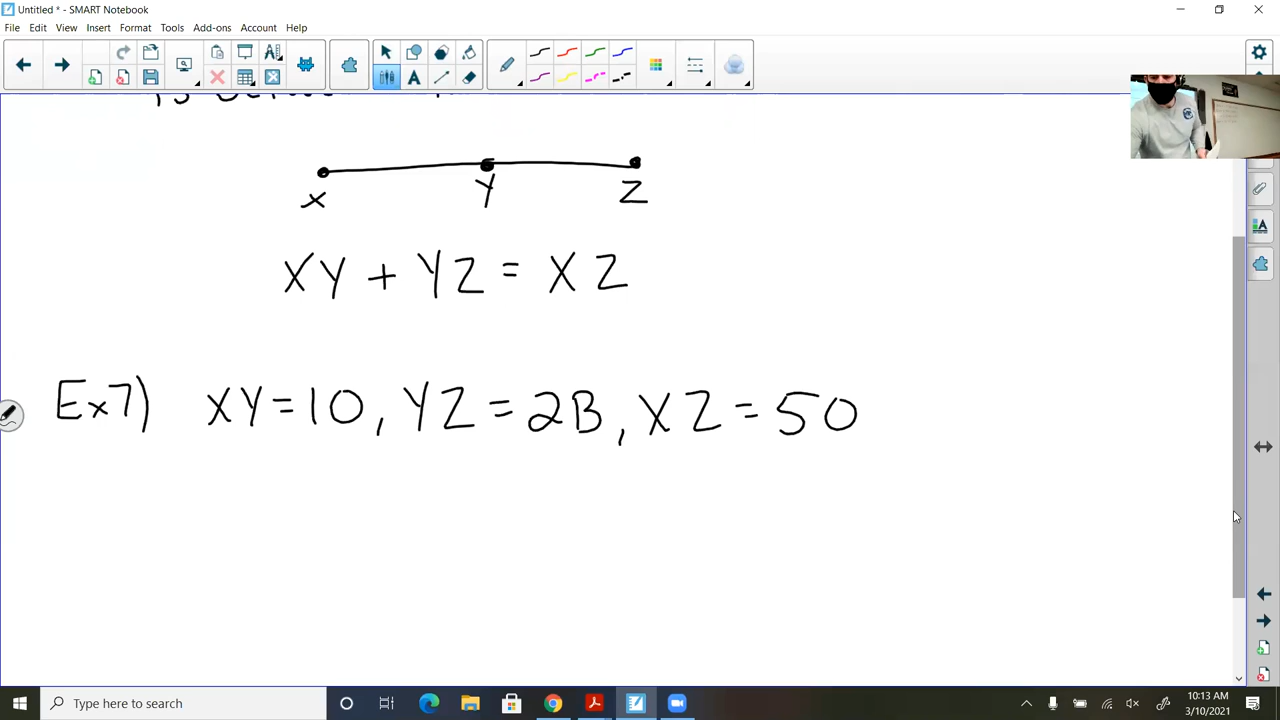 Untitled * - SMART Notebook
File Edit View Insert Format Tools Add-ons Account Help
is
X Y Z
XY + YZ = XZ
Ex7) XY = 10, YZ = 2B, XZ = 50
Type here to search
10:13 AM
3/10/2021